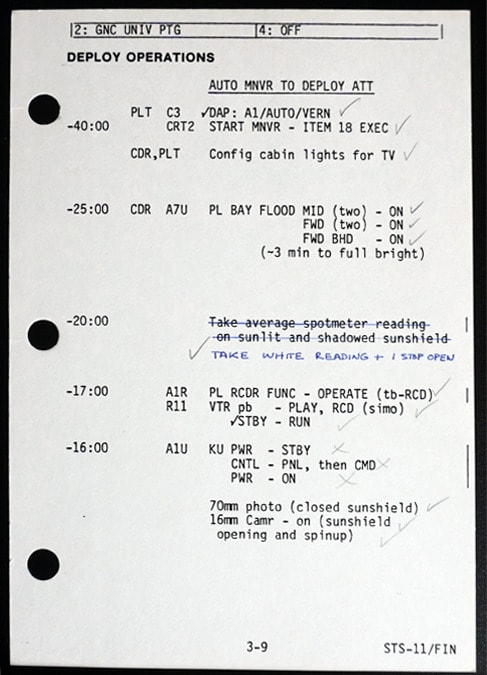 2: GNC UNIV PTG 4: OFF
DEPLOY OPERATIONS
AUTO MNVR TO DEPLOY ATT
PLT C3 ✓DAP: A1/AUTO/VERN ✓
-40:00 CRT2 START MNVR - ITEM 18 EXEC ✓
CDR,PLT Config cabin lights for TV ✓
-25:00 CDR A7U PL BAY FLOOD MID (two) - ON ✓
FWD (two) - ON ✓
FWD BHD - ON ✓
(~3 min to full bright)
-20:00 Take average spotmeter reading
on sunlit and shadowed sunshield
✓ TAKE WHITE READING + 1 STOP OPEN
-17:00 A1R PL RCDR FUNC - OPERATE (tb-RCD) ✓
R11 VTR pb - PLAY, RCD (simo) ✓
✓STBY - RUN ✓
-16:00 A1U KU PWR - STBY ×
CNTL - PNL, then CMD ×
PWR - ON ×
70mm photo (closed sunshield) ✓
16mm Camr - on (sunshield
opening and spinup) ✓ ✓
3-9 STS-11/FIN